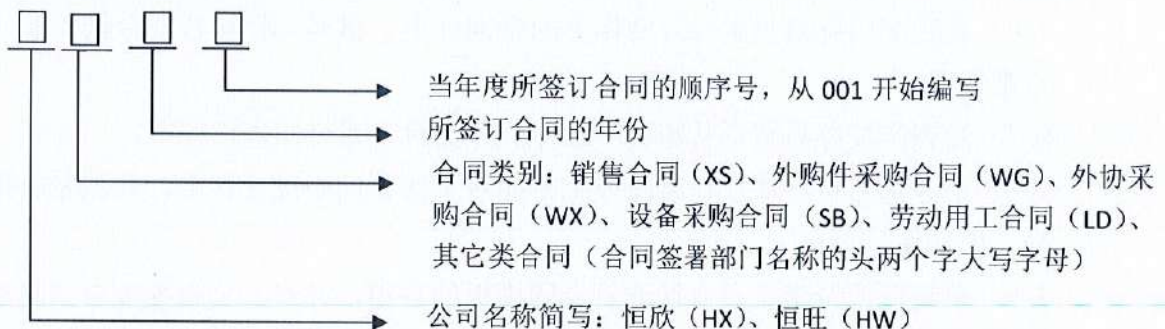 当年度所签订合同的顺序号，从 001 开始编写
所签订合同的年份
合同类别：销售合同（XS）、外购件采购合同（WG）、外协采
购合同（WX）、设备采购合同（SB）、劳动用工合同（LD）、
其它类合同（合同签署部门名称的头两个字大写字母）
公司名称简写：恒欣（HX）、恒旺（HW）